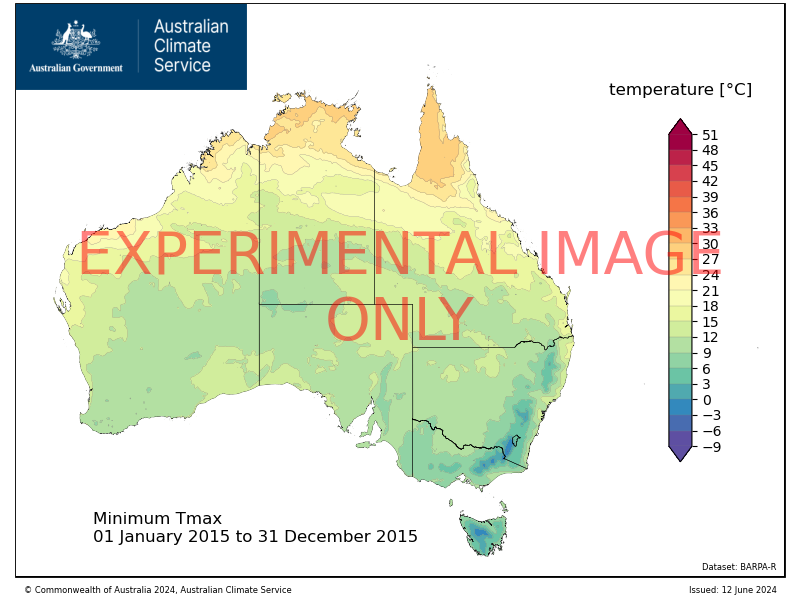 Australian Government
Australian
Climate
Service
temperature [°C]
51
48
45
42
39
36
33
30
27
24
21
18
15
12
9
6
3
0
−3
−6
−9
EXPERIMENTAL IMAGE
ONLY
Minimum Tmax
01 January 2015 to 31 December 2015
Dataset: BARPA-R
© Commonwealth of Australia 2024, Australian Climate Service
Issued: 12 June 2024